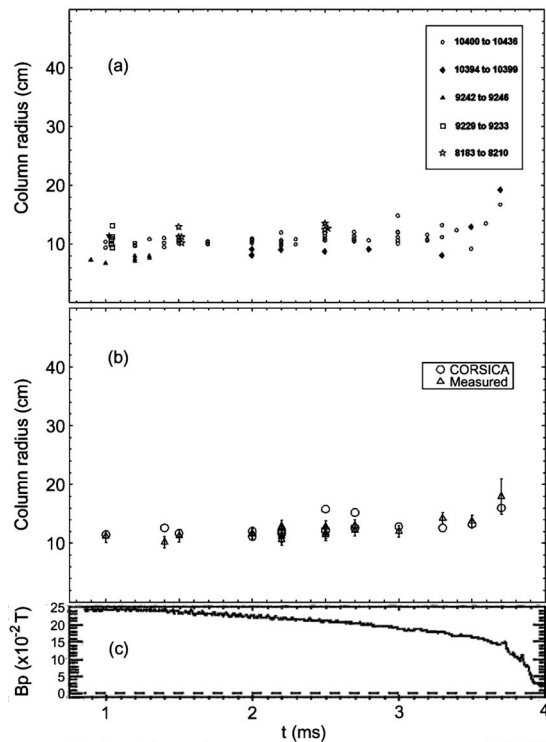 (a)
10400 to 10436
10394 to 10399
9242 to 9246
9229 to 9233
8183 to 8210
Column radius (cm)
40
30
20
10
(b)
CORSICA
Measured
Column radius (cm)
40
30
20
10
(c)
Bp (x10⁻² T)
25
20
15
10
5
0
1
2
3
4
t (ms)